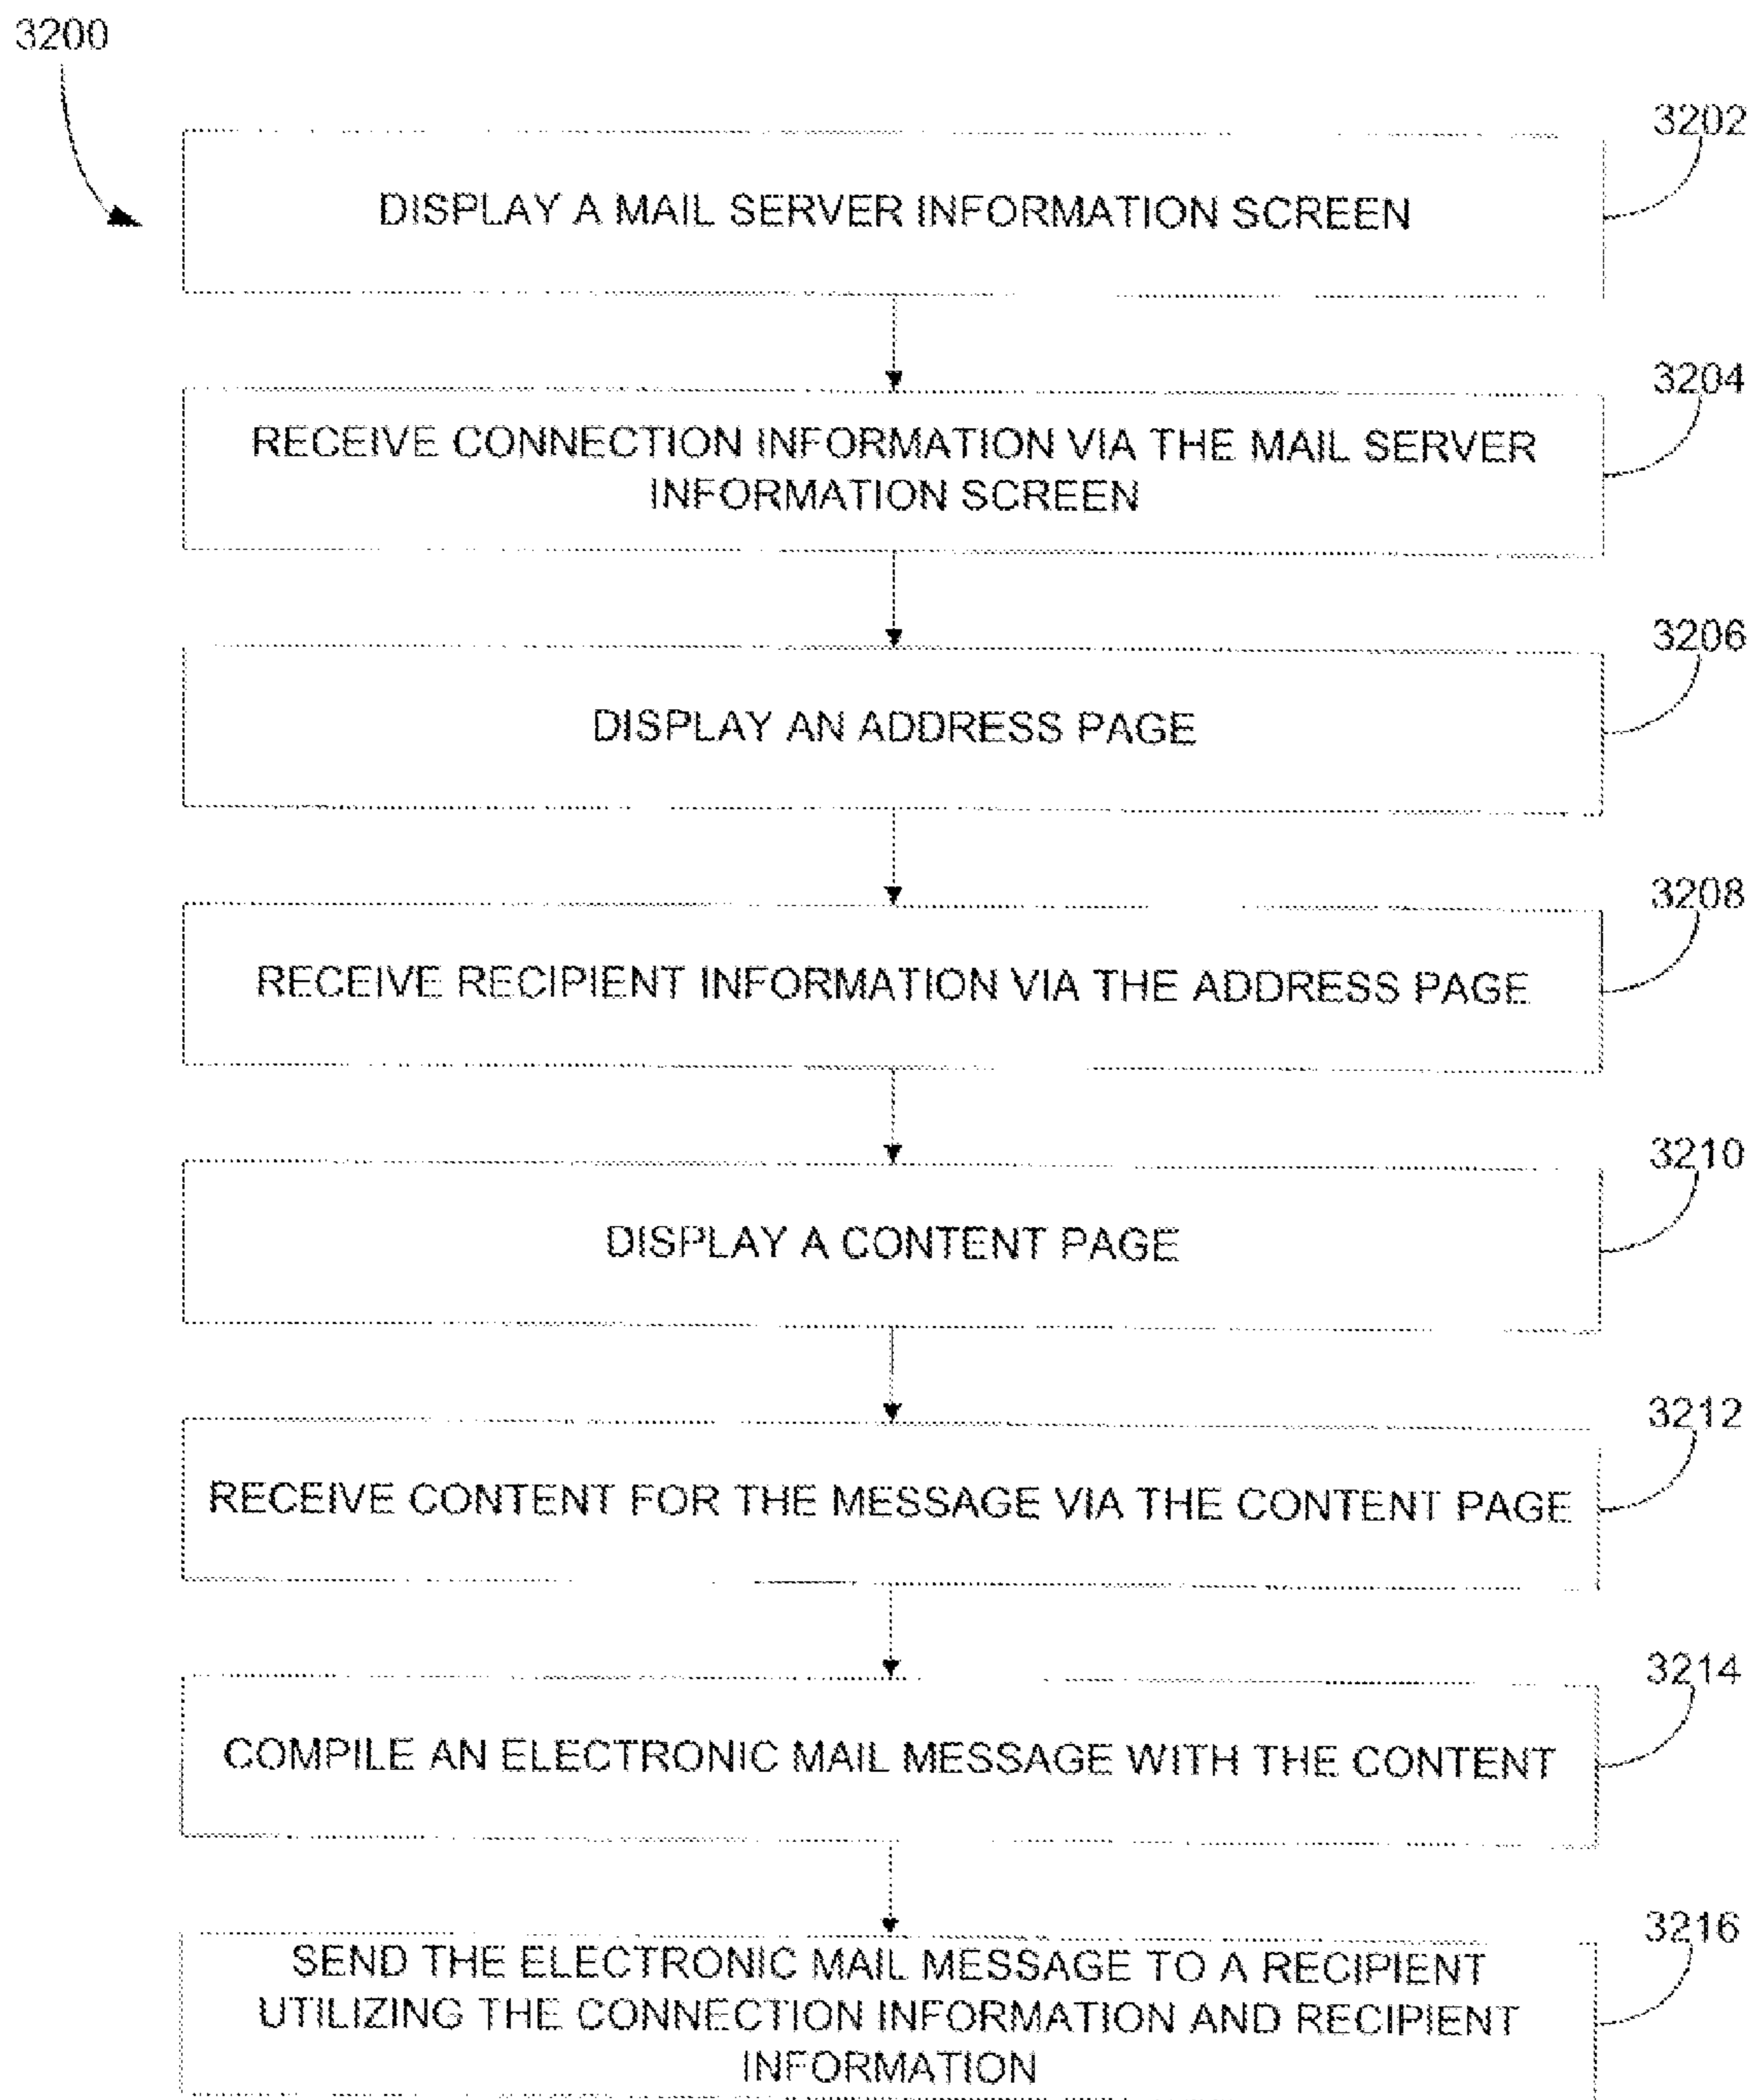 3200
3202
DISPLAY A MAIL SERVER INFORMATION SCREEN
3204
RECEIVE CONNECTION INFORMATION VIA THE MAIL SERVER
INFORMATION SCREEN
3206
DISPLAY AN ADDRESS PAGE
3208
RECEIVE RECIPIENT INFORMATION VIA THE ADDRESS PAGE
3210
DISPLAY A CONTENT PAGE
3212
RECEIVE CONTENT FOR THE MESSAGE VIA THE CONTENT PAGE
3214
COMPILE AN ELECTRONIC MAIL MESSAGE WITH THE CONTENT
3216
SEND THE ELECTRONIC MAIL MESSAGE TO A RECIPIENT
UTILIZING THE CONNECTION INFORMATION AND RECIPIENT
INFORMATION